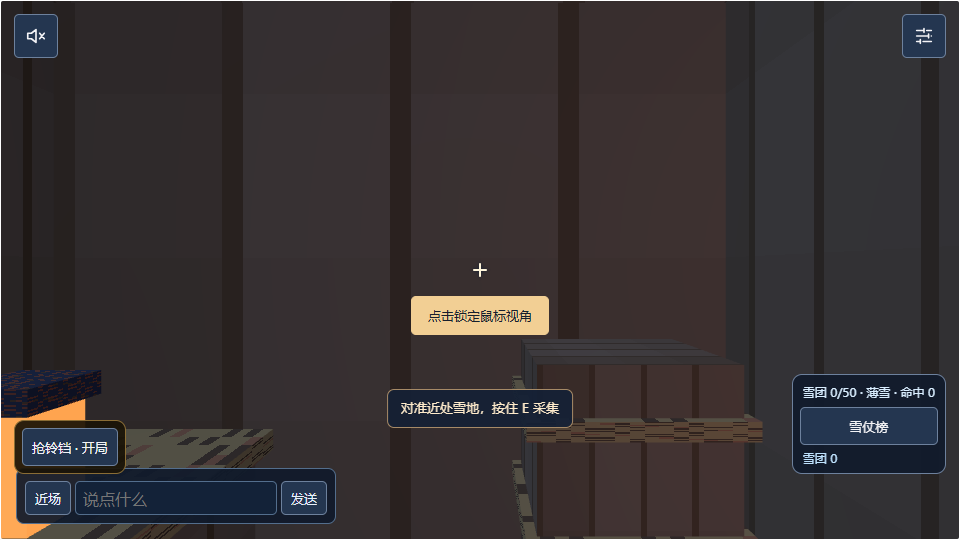 点击锁定鼠标视角
对准近处雪地，按住 E 采集
雪团 0/50 · 薄雪 · 命中 0
雪仗榜
雪团 0
抢铃铛 · 开局
近场
说点什么
发送